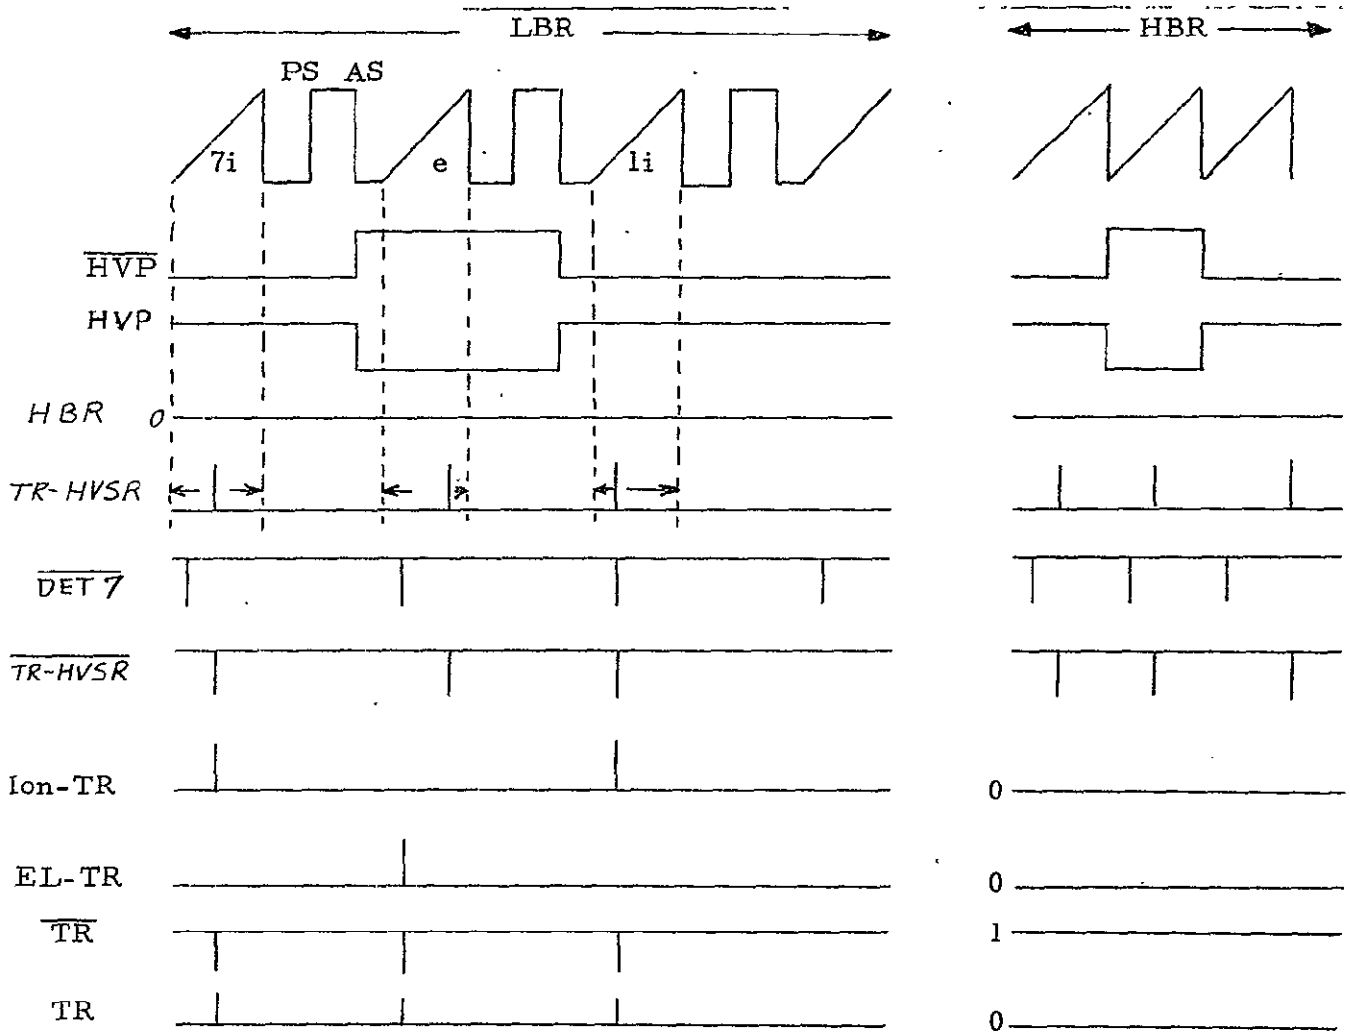 LBR HBR
PS AS
7i e 1i
HVP
HVP
HBR 0
TR-HVSR
DET 7
TR-HVSR
Ion-TR 0
EL-TR 0
TR 1
TR 0